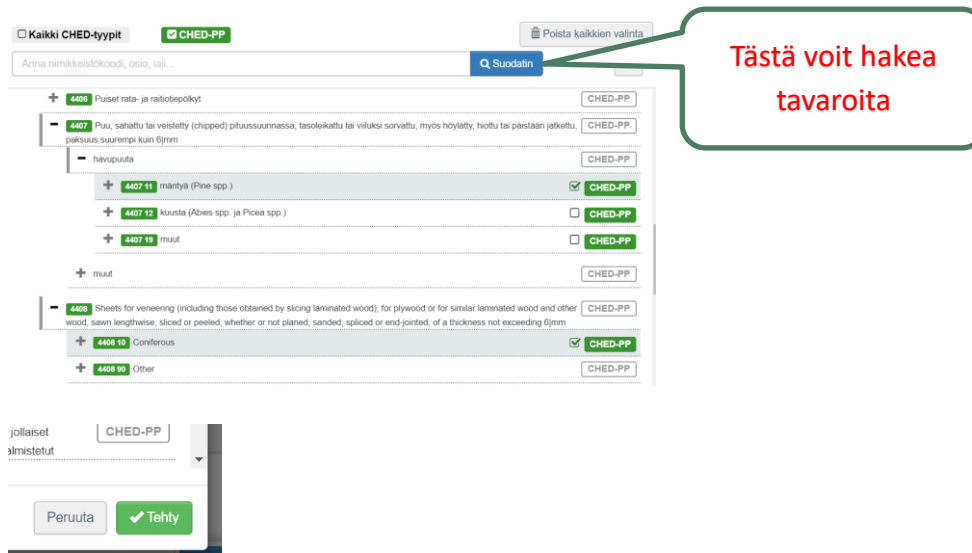 Kaikki CHED-tyypit CHED-PP Poista kaikkien valinta
Anna nimikkeistökoodi, osio, laji... Suodatin
Tästä voit hakea
tavaroita
4406 Puiset rata- ja raitiotiepölkyt CHED-PP
4407 Puu, sahattu tai veistetty (chipped) pituussuunnassa, tasoleikattu tai viiluksi sorvattu, myös höylätty, hiottu tai päistään jatkettu, CHED-PP
paksuus suurempi kuin 6|mm
havupuuta CHED-PP
4407 11 mäntyä (Pine spp.) CHED-PP
4407 12 kuusta (Abies spp. ja Picea spp.) CHED-PP
4407 19 muut CHED-PP
muut CHED-PP
4408 Sheets for veneering (including those obtained by slicing laminated wood), for plywood or for similar laminated wood and other CHED-PP
wood, sawn lengthwise, sliced or peeled, whether or not planed, sanded, spliced or end-jointed, of a thickness not exceeding 6|mm
4408 10 Coniferous CHED-PP
4408 90 Other CHED-PP
jollaiset CHED-PP
almistetut
Peruuta Tehty